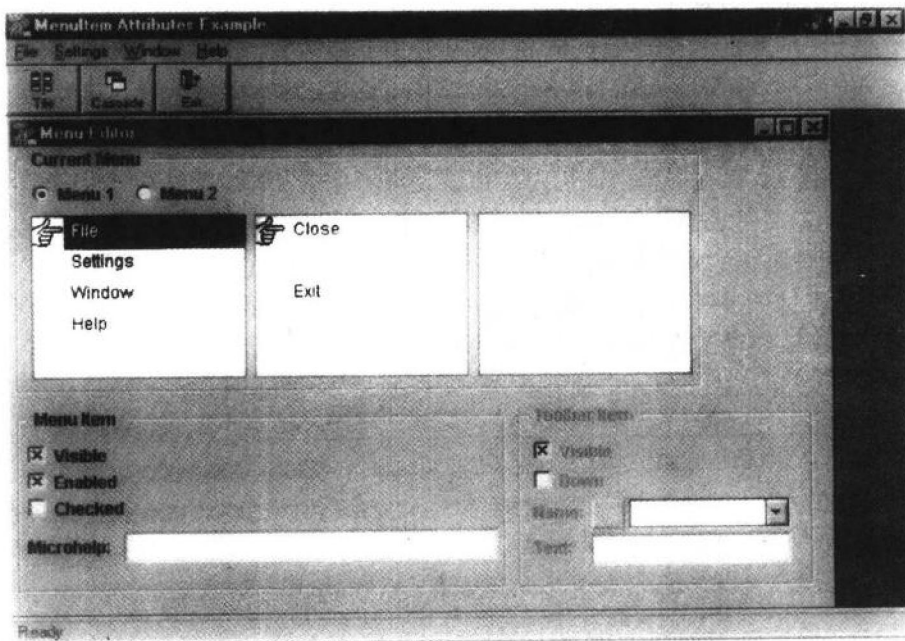 MenuItem Attributes Example
File Settings Window Help
Tile Cascade Exit
Menu Editor
Current Menu
Menu 1 Menu 2
File
Settings
Window
Help
Close
Exit
Menu Item
Visible
Enabled
Checked
Microhelp:
Toolbar Item
Visible
Down
Name:
Text:
Ready